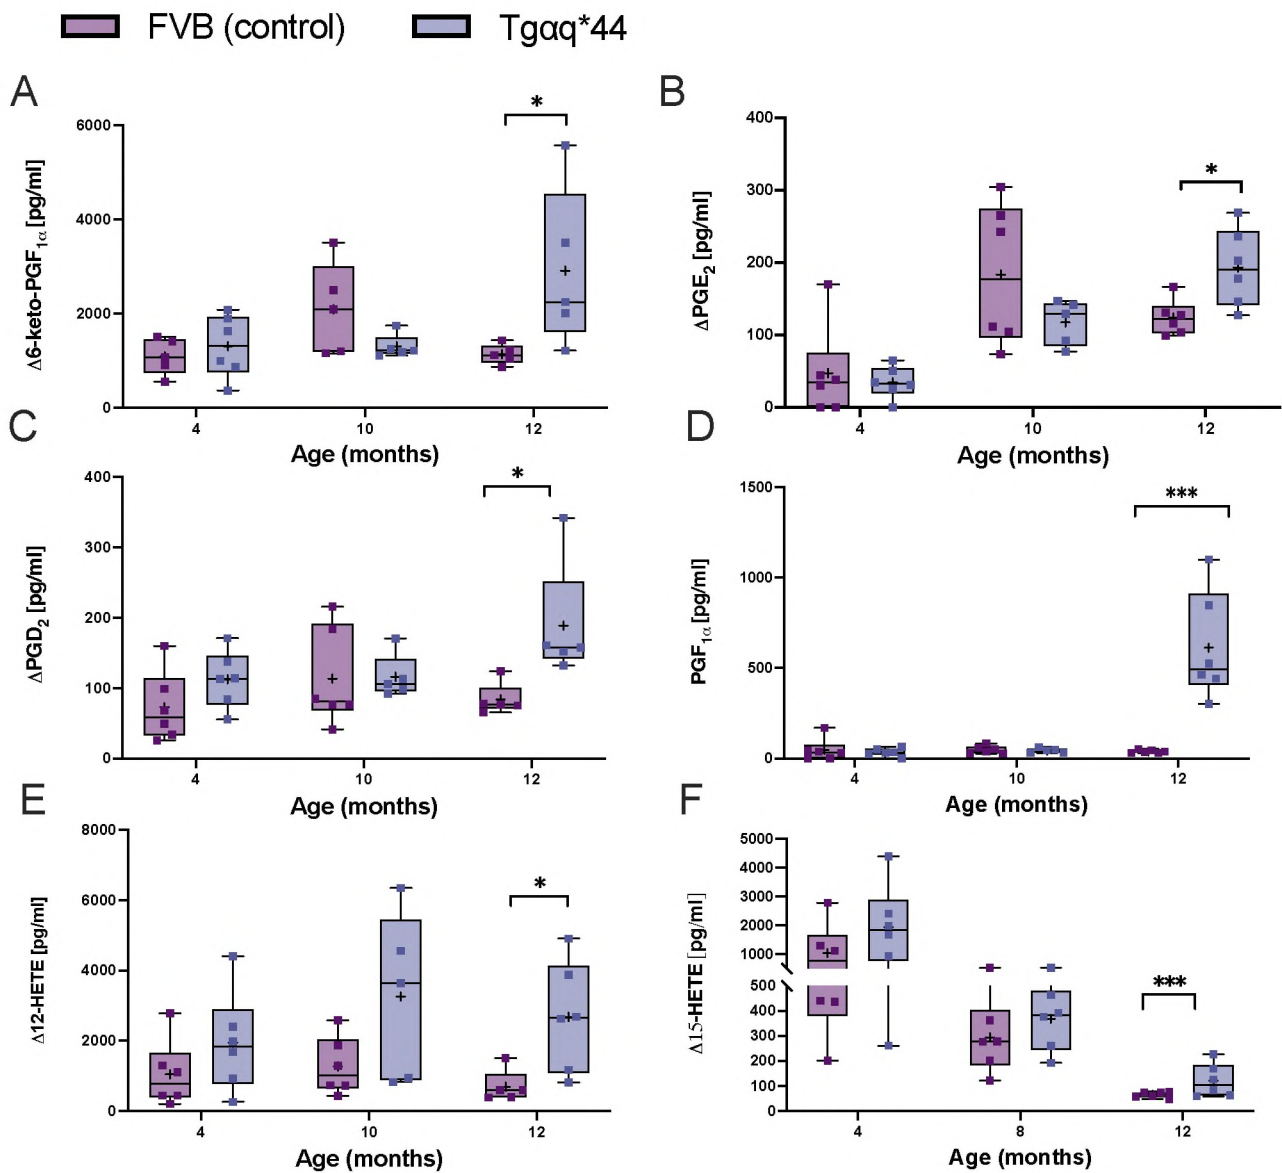 FVB (control) Tgαq*44
A
Δ6-keto-PGF1α [pg/ml]
6000
4000
2000
0
*
4 10 12
Age (months)
B
ΔPGE2 [pg/ml]
400
300
200
100
0
*
4 10 12
Age (months)
C
ΔPGD2 [pg/ml]
400
300
200
100
0
*
4 10 12
Age (months)
D
PGF1α [pg/ml]
1500
1000
500
0
***
4 10 12
Age (months)
E
Δ12-HETE [pg/ml]
8000
6000
4000
2000
0
*
4 10 12
Age (months)
F
Δ15-HETE [pg/ml]
5000
4000
3000
2000
1000
500
400
300
200
100
0
***
4 8 12
Age (months)